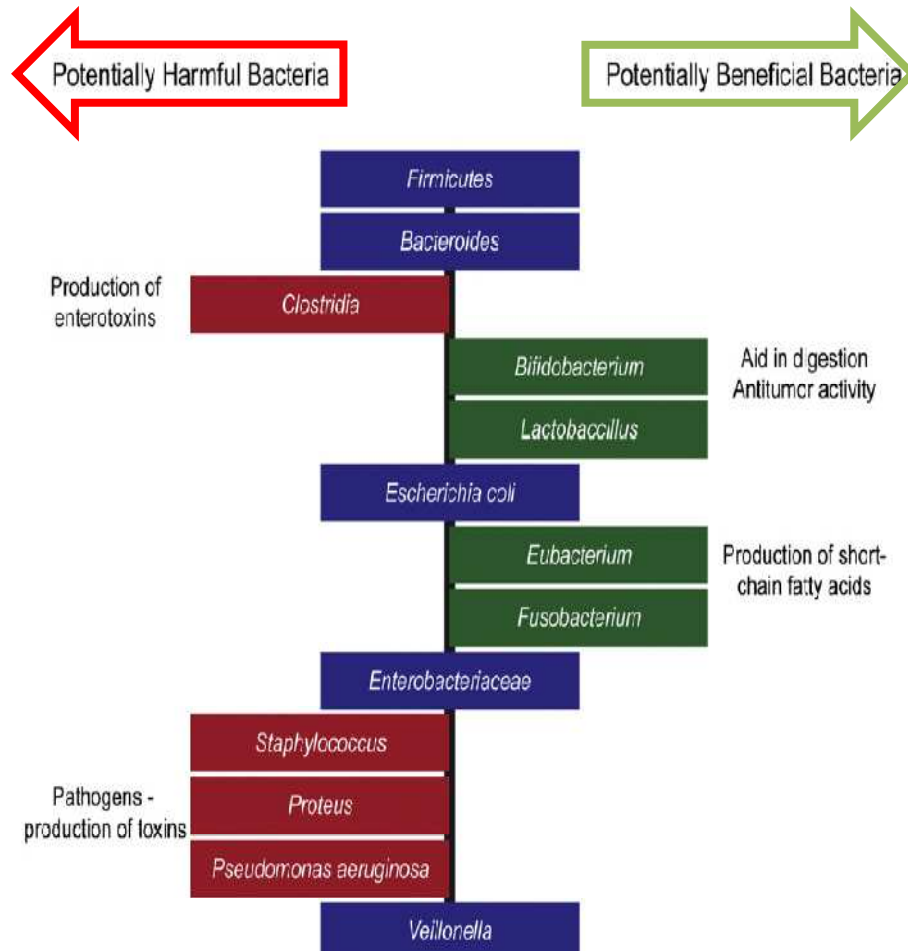 Potentially Harmful Bacteria
Potentially Beneficial Bacteria
Firmicutes
Bacteroides
Production of
enterotoxins
Clostridia
Bifidobacterium
Aid in digestion
Antitumor activity
Lactobaccillus
Escherichia coli
Eubacterium
Production of short-
chain fatty acids
Fusobacterium
Enterobacteriaceae
Staphylococcus
Pathogens -
production of toxins
Proteus
Pseudomonas aeruginosa
Veillonella